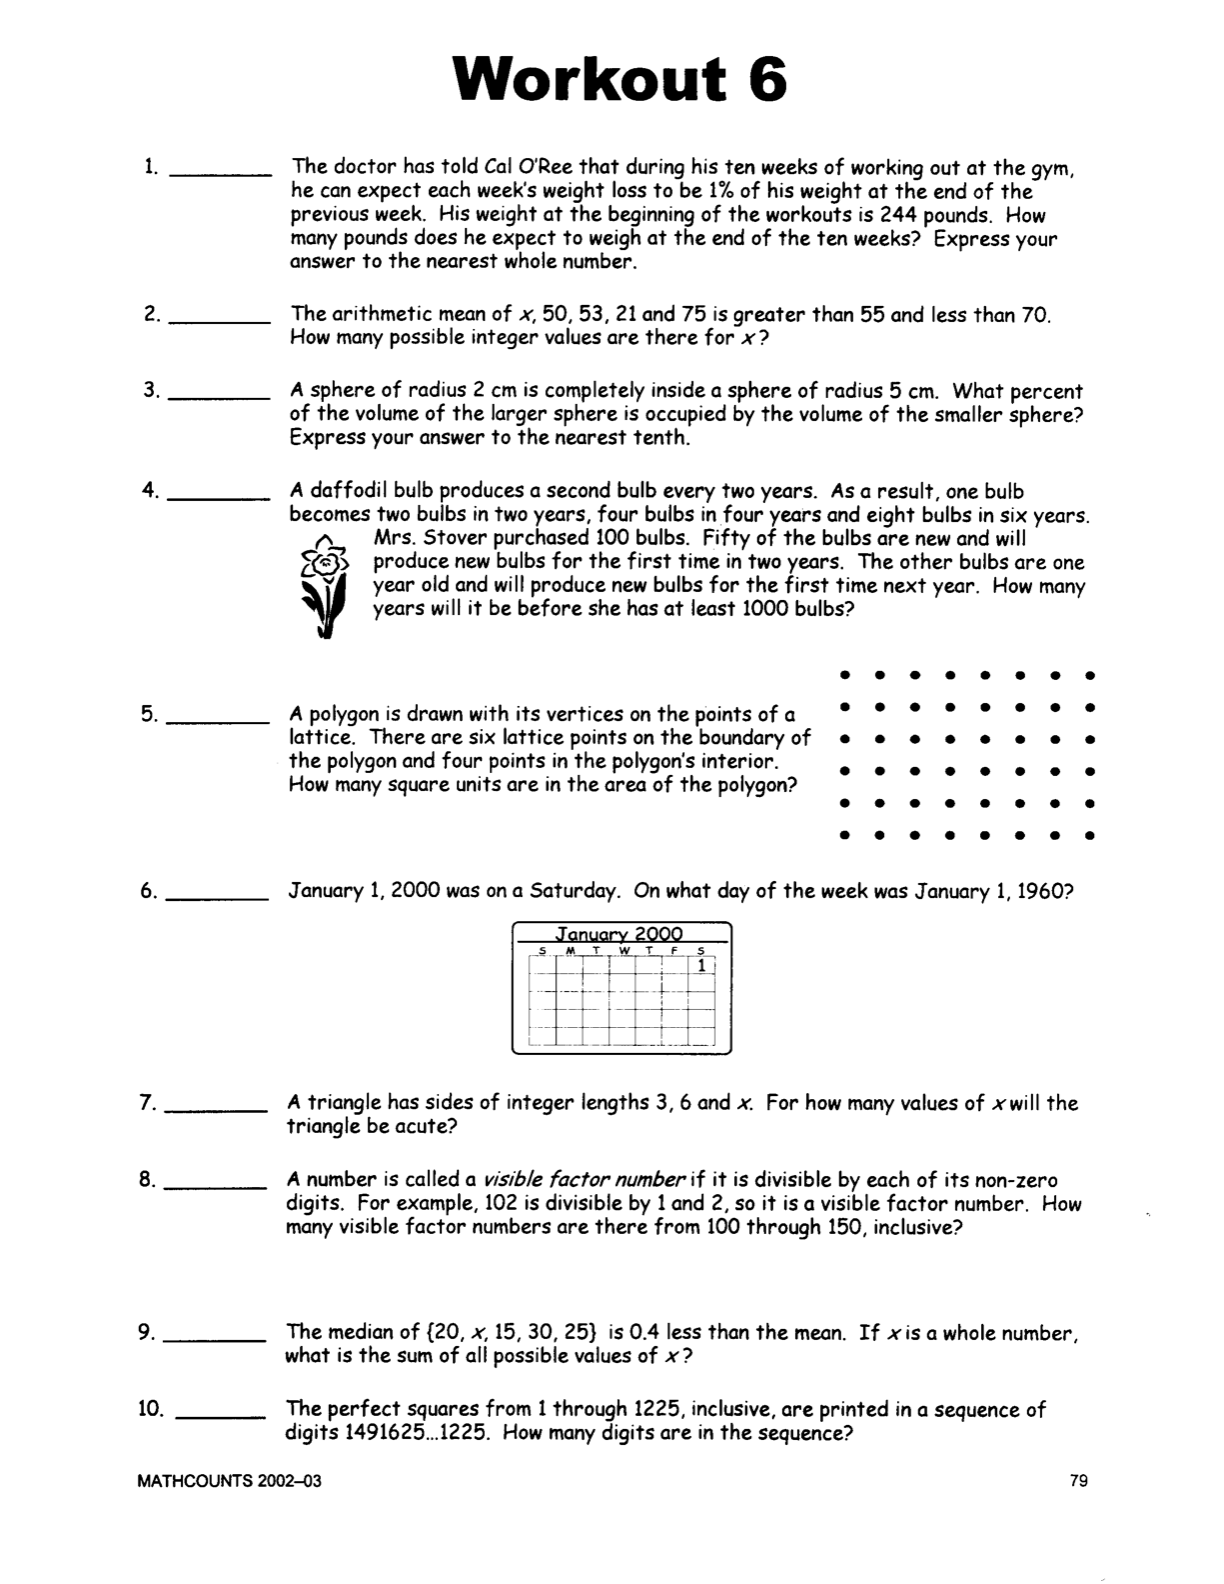 Workout 6
1. __________ The doctor has told Cal O'Ree that during his ten weeks of working out at the gym,
he can expect each week's weight loss to be 1% of his weight at the end of the
previous week. His weight at the beginning of the workouts is 244 pounds. How
many pounds does he expect to weigh at the end of the ten weeks? Express your
answer to the nearest whole number.
2. __________ The arithmetic mean of x, 50, 53, 21 and 75 is greater than 55 and less than 70.
How many possible integer values are there for x?
3. __________ A sphere of radius 2 cm is completely inside a sphere of radius 5 cm. What percent
of the volume of the larger sphere is occupied by the volume of the smaller sphere?
Express your answer to the nearest tenth.
4. __________ A daffodil bulb produces a second bulb every two years. As a result, one bulb
becomes two bulbs in two years, four bulbs in four years and eight bulbs in six years.
Mrs. Stover purchased 100 bulbs. Fifty of the bulbs are new and will
produce new bulbs for the first time in two years. The other bulbs are one
year old and will produce new bulbs for the first time next year. How many
years will it be before she has at least 1000 bulbs?
5. __________ A polygon is drawn with its vertices on the points of a
lattice. There are six lattice points on the boundary of
the polygon and four points in the polygon's interior.
How many square units are in the area of the polygon?
6. __________ January 1, 2000 was on a Saturday. On what day of the week was January 1, 1960?
January 2000
S M T W T F S
1
7. __________ A triangle has sides of integer lengths 3, 6 and x. For how many values of x will the
triangle be acute?
8. __________ A number is called a visible factor number if it is divisible by each of its non-zero
digits. For example, 102 is divisible by 1 and 2, so it is a visible factor number. How
many visible factor numbers are there from 100 through 150, inclusive?
9. __________ The median of {20, x, 15, 30, 25} is 0.4 less than the mean. If x is a whole number,
what is the sum of all possible values of x?
10. __________ The perfect squares from 1 through 1225, inclusive, are printed in a sequence of
digits 1491625...1225. How many digits are in the sequence?
MATHCOUNTS 2002–03 79